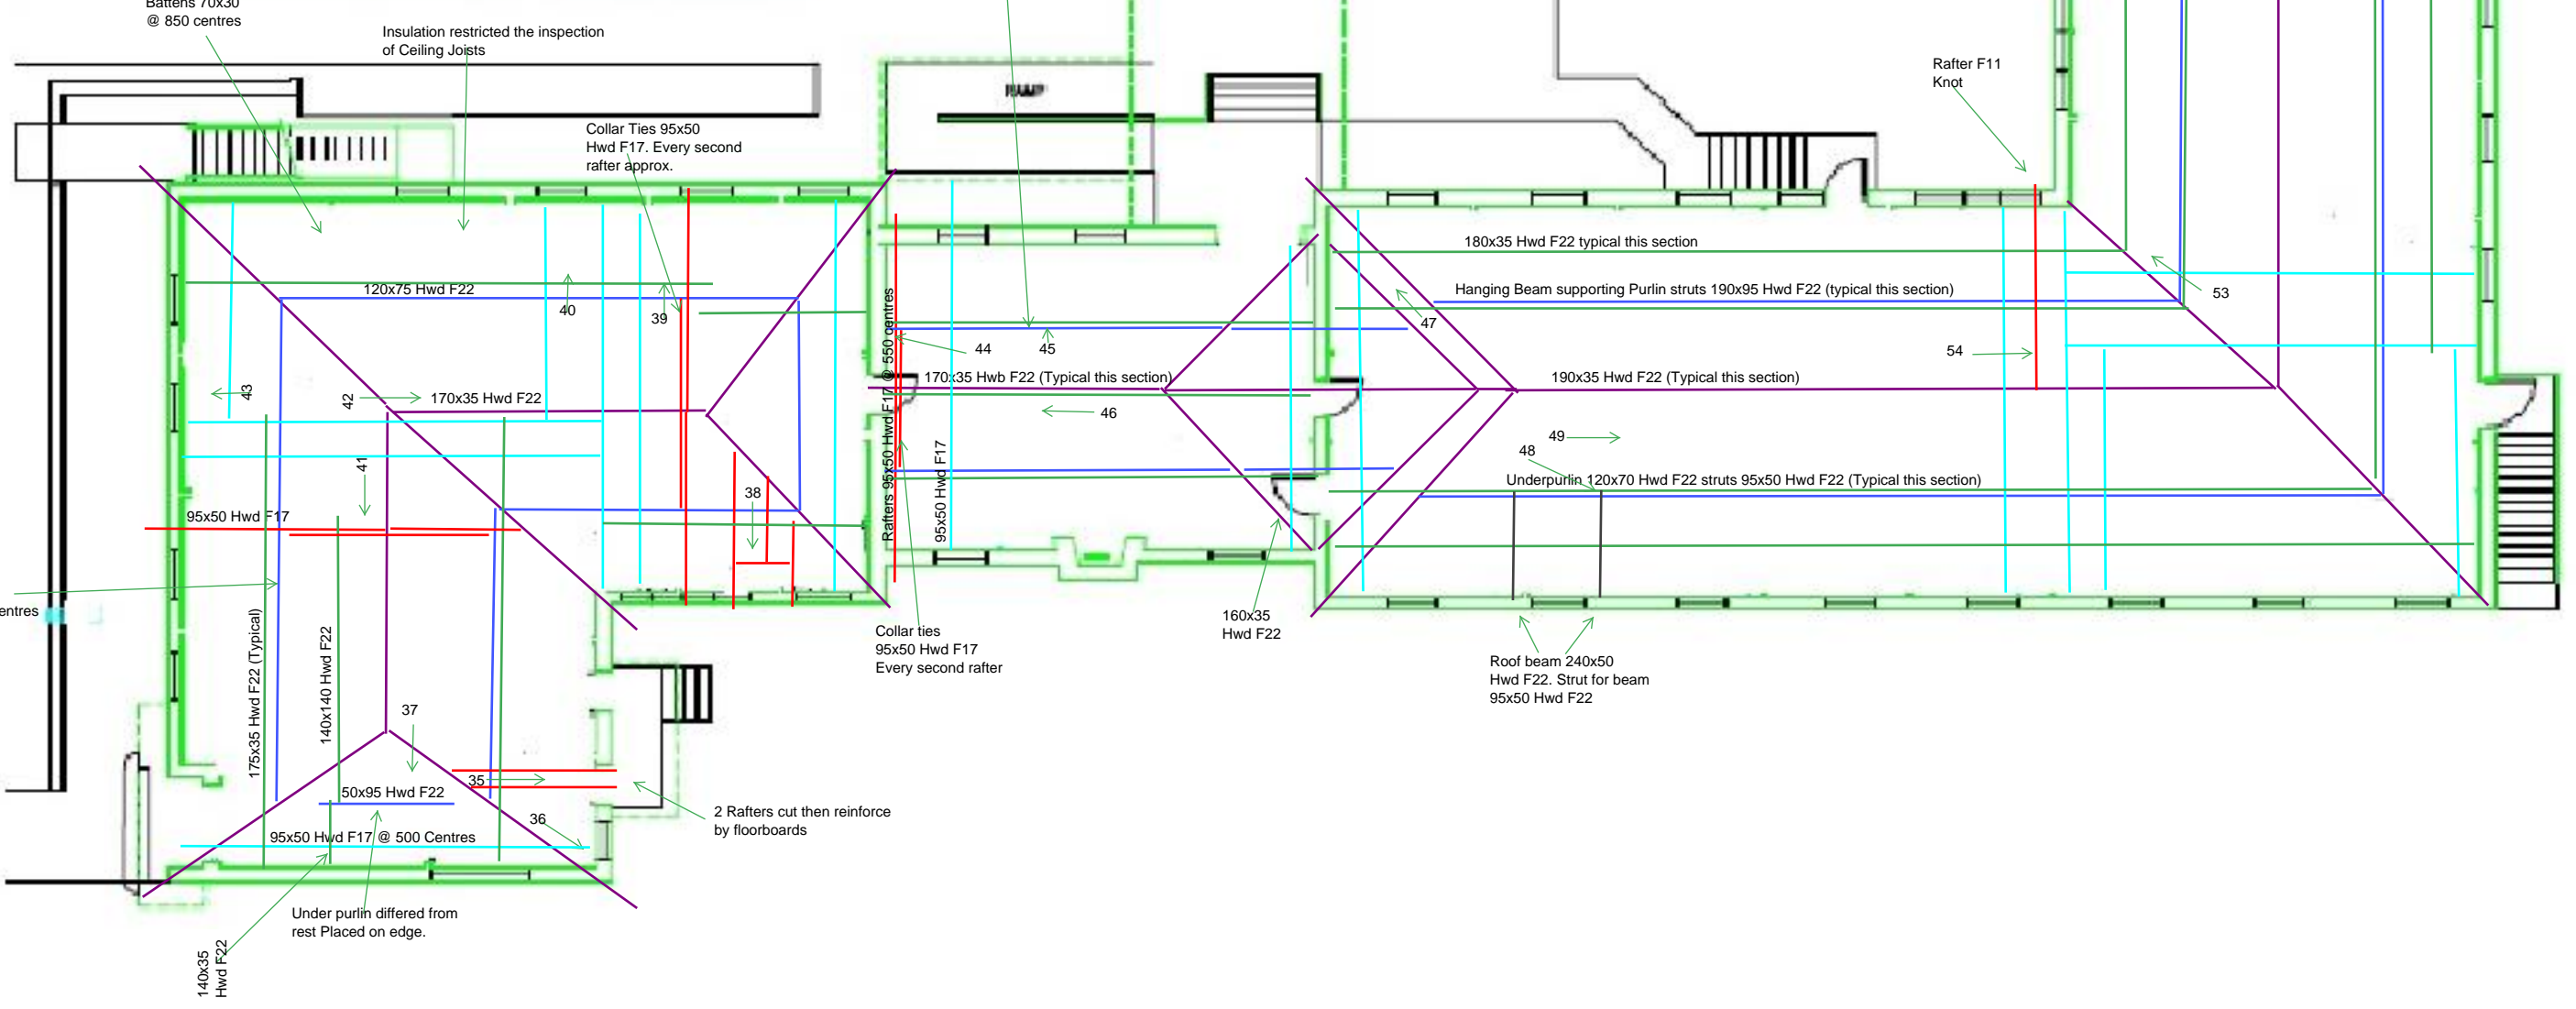 Battens 70x30
@ 850 centres
Insulation restricted the inspection
of Ceiling Joists
Rafter F11
Knot
Collar Ties 95x50
Hwd F17. Every second
rafter approx.
180x35 Hwd F22 typical this section
120x75 Hwd F22
Hanging Beam supporting Purlin struts 190x95 Hwd F22 (typical this section)
53
40
39
47
44
45
54
Rafters 95x50 Hwd F17 @ 550 centres
170x35 Hwb F22 (Typical this section)
190x35 Hwd F22 (Typical this section)
43
42
170x35 Hwd F22
46
49
48
41
Underpurlin 120x70 Hwd F22 struts 95x50 Hwd F22 (Typical this section)
38
95x50 Hwd F17
95x50 Hwd F17
entres
175x35 Hwd F22 (Typical)
140x140 Hwd F22
160x35
Hwd F22
Collar ties
95x50 Hwd F17
Every second rafter
Roof beam 240x50
Hwd F22. Strut for beam
95x50 Hwd F22
37
35
50x95 Hwd F22
36
2 Rafters cut then reinforce
by floorboards
95x50 Hwd F17 @ 500 Centres
Under purlin differed from
rest Placed on edge.
140x35
Hwd F22